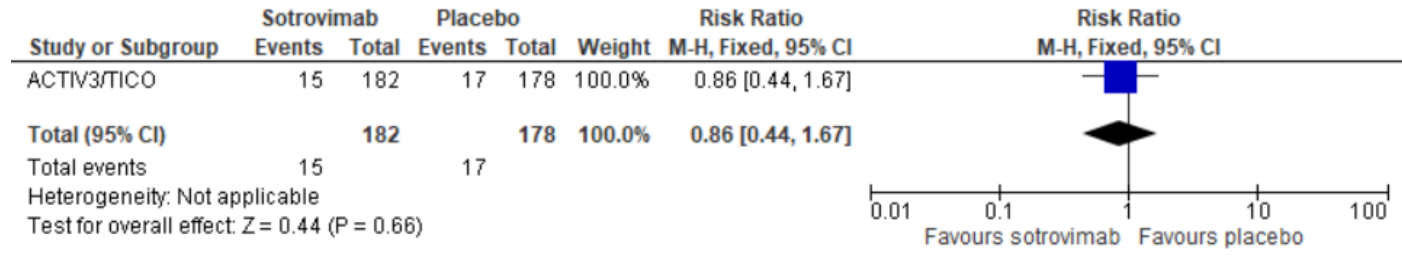 Sotrovimab Placebo Risk Ratio Risk Ratio
Study or Subgroup Events Total Events Total Weight M-H, Fixed, 95% CI M-H, Fixed, 95% CI
ACTIV3/TICO 15 182 17 178 100.0% 0.86 [0.44, 1.67]
Total (95% CI) 182 178 100.0% 0.86 [0.44, 1.67]
Total events 15 17
Heterogeneity: Not applicable
Test for overall effect: Z = 0.44 (P = 0.66)
0.01 0.1 1 10 100
Favours sotrovimab Favours placebo